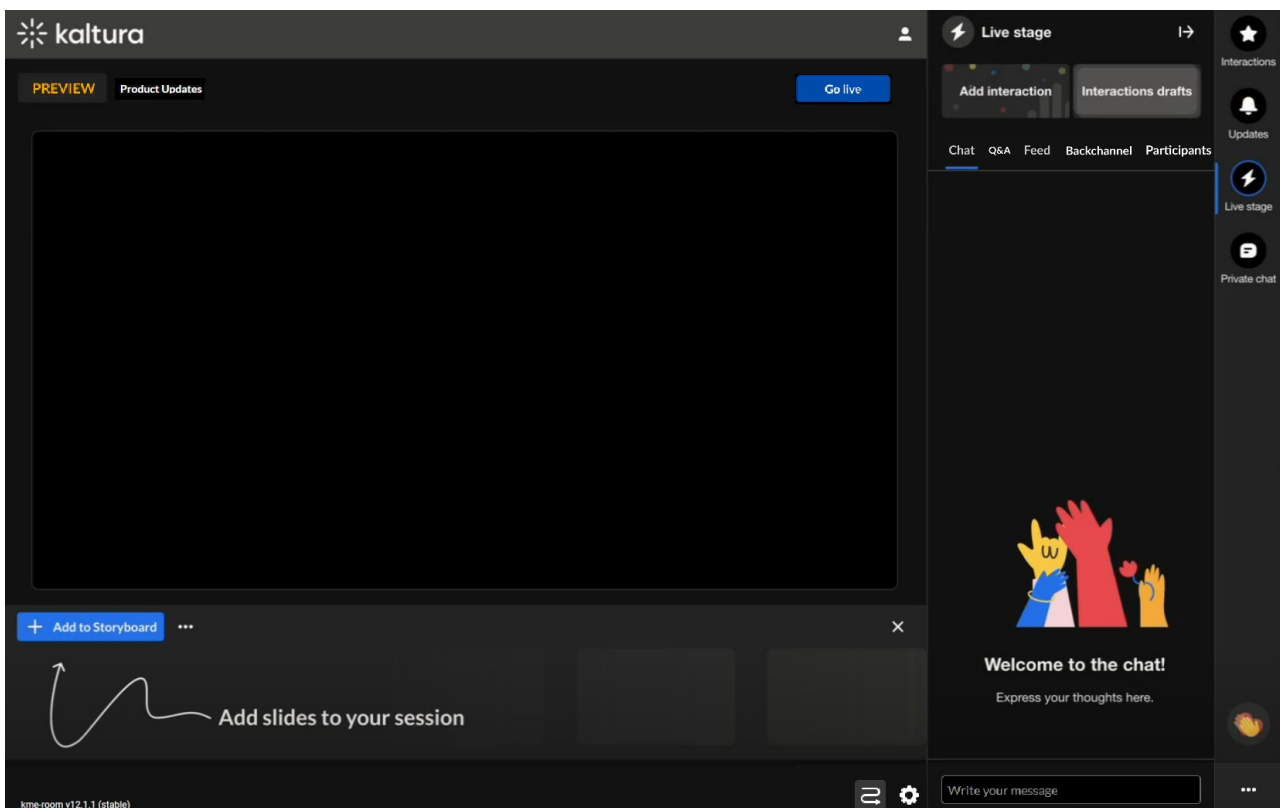 kaltura
PREVIEW Product Updates Go live
Add to Storyboard
Add slides to your session
kme-room v12.1.1 (stable)
Live stage
Add interaction Interactions drafts
Chat Q&A Feed Backchannel Participants
Welcome to the chat!
Express your thoughts here.
Write your message
Interactions
Updates
Live stage
Private chat